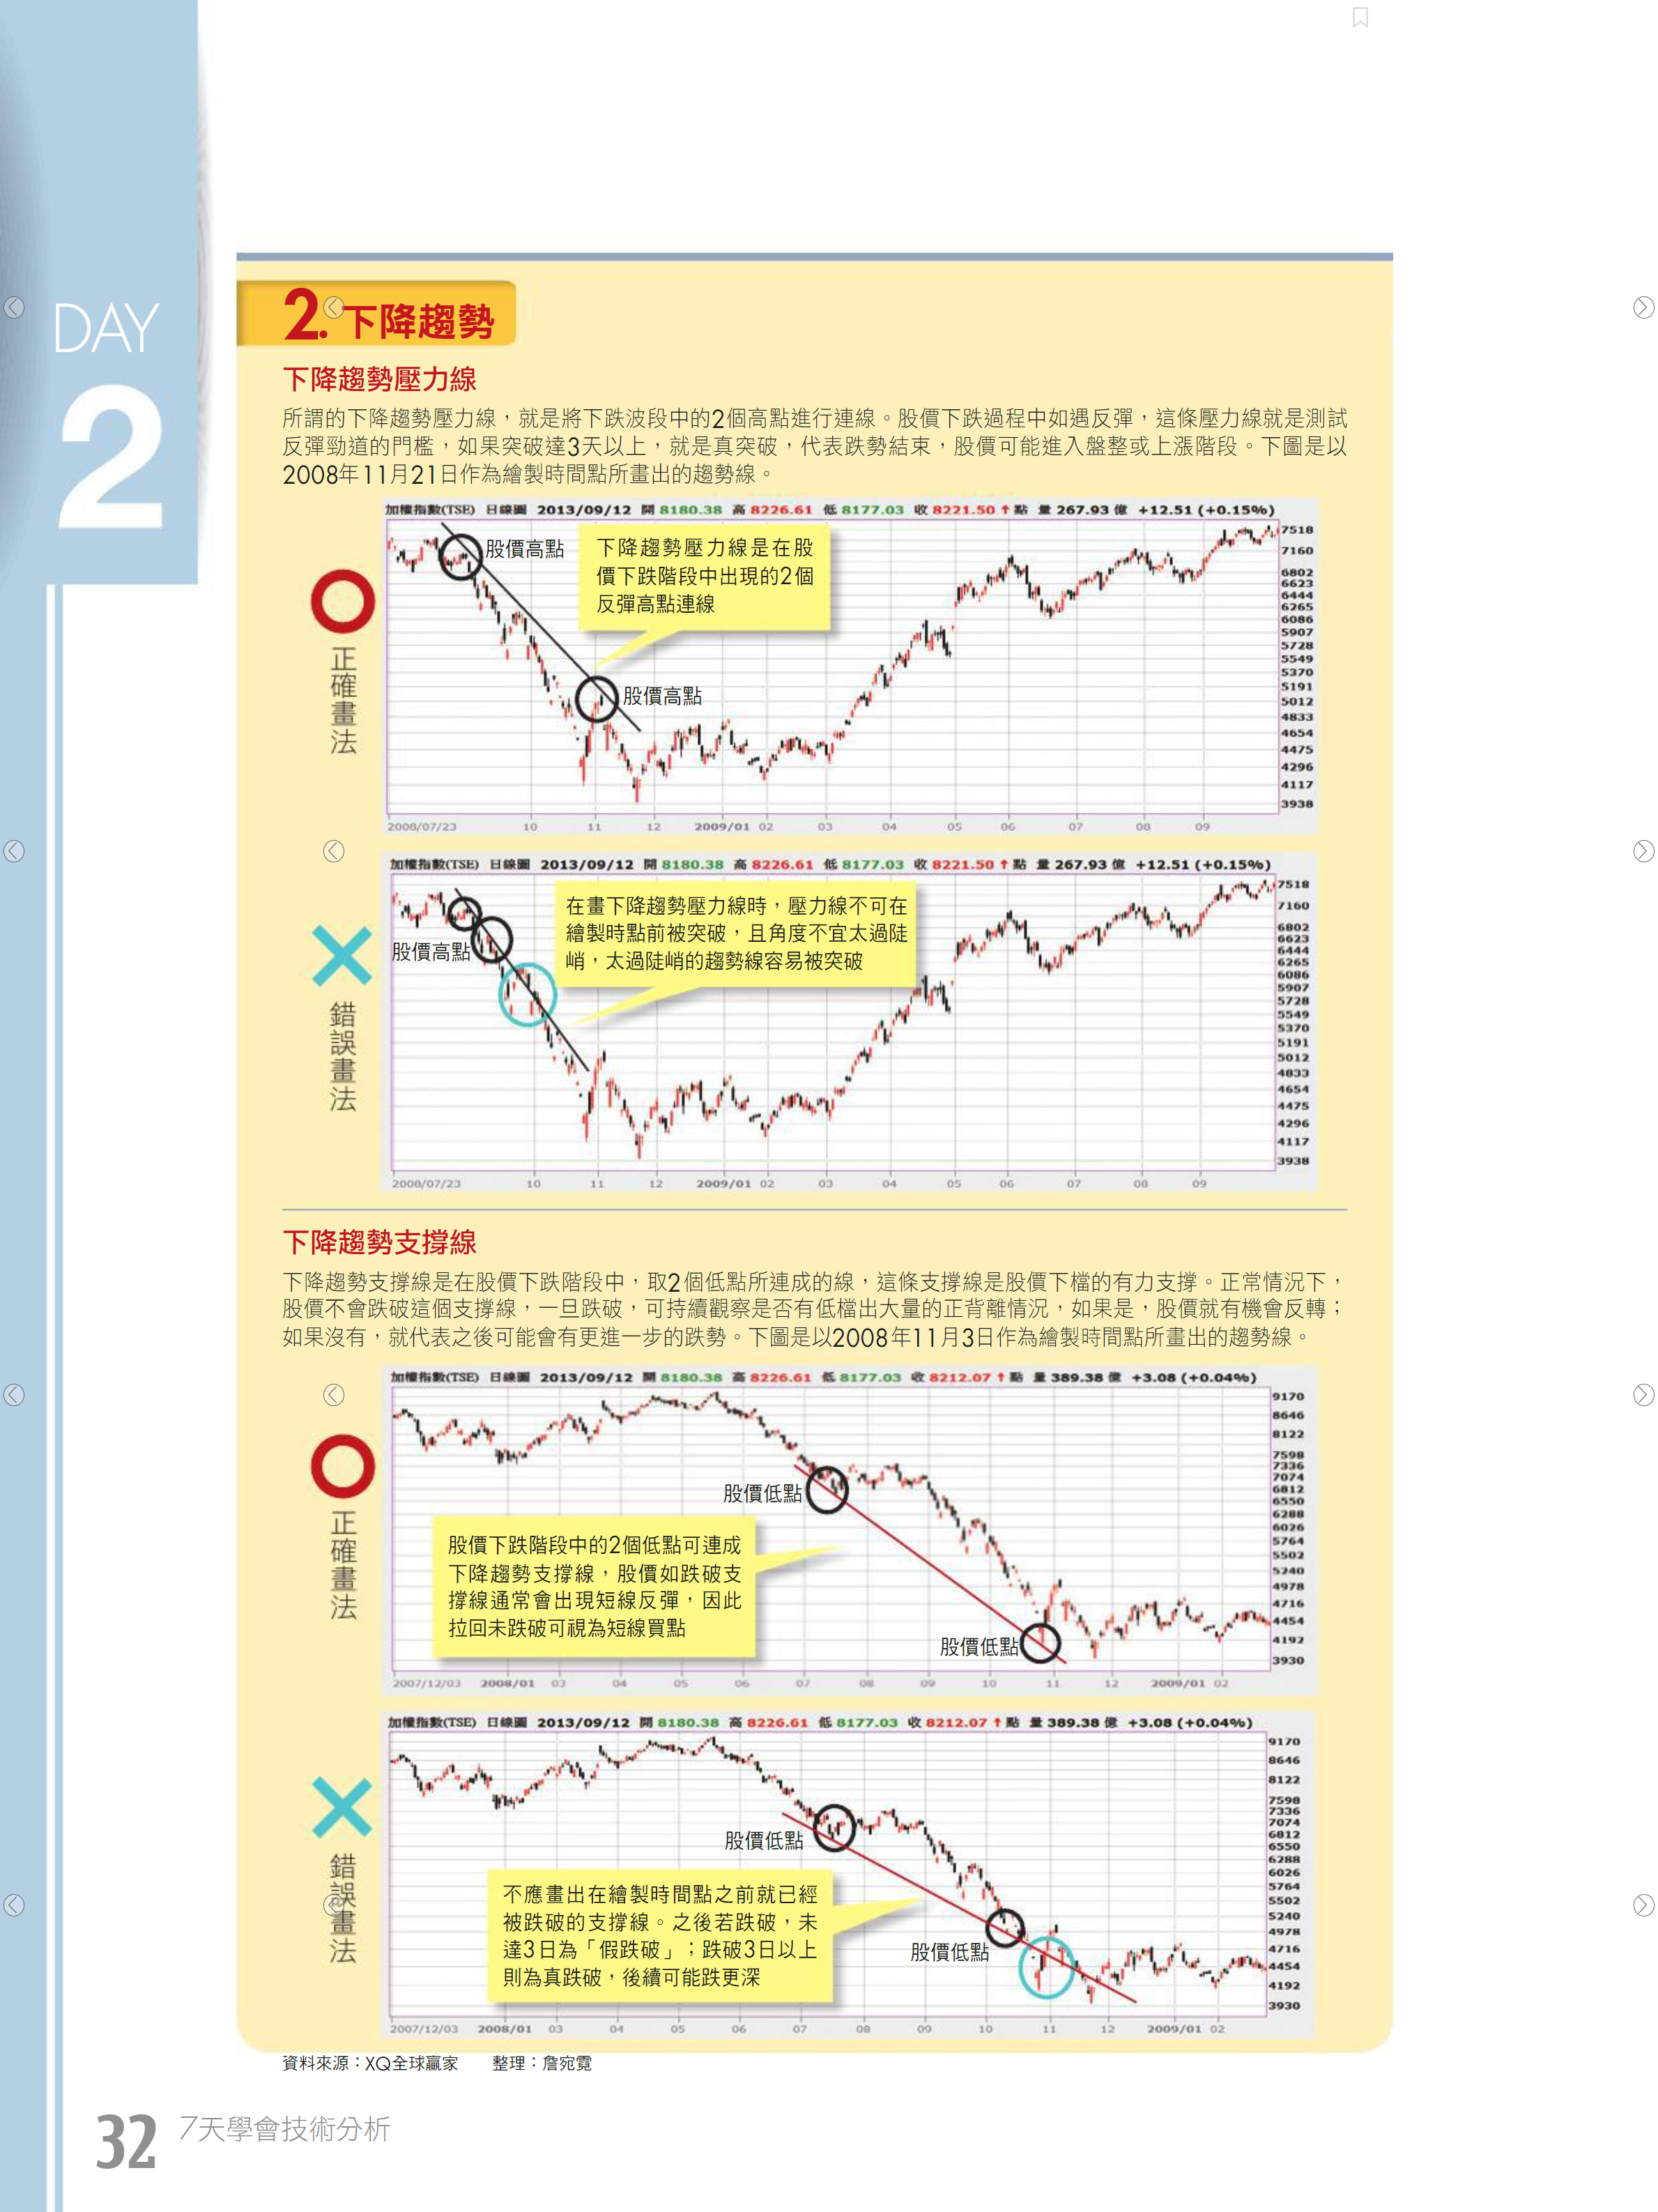 DAY
2
2. 下降趨勢
下降趨勢壓力線
所謂的下降趨勢壓力線，就是將下跌波段中的2個高點進行連線。股價下跌過程中如遇反彈，這條壓力線就是測試
反彈勁道的門檻，如果突破達3天以上，就是真突破，代表跌勢結束，股價可能進入盤整或上漲階段。下圖是以
2008年11月21日作為繪製時間點所畫出的趨勢線。
正確畫法
加權指數(TSE) 日線圖 2013/09/12 開 8180.38 高 8226.61 低 8177.03 收 8221.50 ↑ 點 量 267.93 億 +12.51 (+0.15%)
股價高點
下降趨勢壓力線是在股
價下跌階段中出現的2個
反彈高點連線
股價高點
7518
7160
6802
6623
6444
6265
6086
5907
5728
5549
5370
5191
5012
4833
4654
4475
4296
4117
3938
2008/07/23 10 11 12 2009/01 02 03 04 05 06 07 08 09
錯誤畫法
加權指數(TSE) 日線圖 2013/09/12 開 8180.38 高 8226.61 低 8177.03 收 8221.50 ↑ 點 量 267.93 億 +12.51 (+0.15%)
股價高點
在畫下降趨勢壓力線時，壓力線不可在
繪製時點前被突破，且角度不宜太過陡
峭，太過陡峭的趨勢線容易被突破
7518
7160
6802
6623
6444
6265
6086
5907
5728
5549
5370
5191
5012
4833
4654
4475
4296
4117
3938
2008/07/23 10 11 12 2009/01 02 03 04 05 06 07 08 09
下降趨勢支撐線
下降趨勢支撐線是在股價下跌階段中，取2個低點所連成的線，這條支撐線是股價下檔的有力支撐。正常情況下，
股價不會跌破這個支撐線，一旦跌破，可持續觀察是否有低檔出大量的正背離情況，如果是，股價就有機會反轉；
如果沒有，就代表之後可能會有更進一步的跌勢。下圖是以2008年11月3日作為繪製時間點所畫出的趨勢線。
正確畫法
加權指數(TSE) 日線圖 2013/09/12 開 8180.38 高 8226.61 低 8177.03 收 8212.07 ↑ 點 量 389.38 億 +3.08 (+0.04%)
股價低點
股價下跌階段中的2個低點可連成
下降趨勢支撐線，股價如跌破支
撐線通常會出現短線反彈，因此
拉回未跌破可視為短線買點
股價低點
9170
8646
8122
7598
7336
7074
6812
6550
6288
6026
5764
5502
5240
4978
4716
4454
4192
3930
2007/12/03 2008/01 03 04 05 06 07 08 09 10 11 12 2009/01 02
錯誤畫法
加權指數(TSE) 日線圖 2013/09/12 開 8180.38 高 8226.61 低 8177.03 收 8212.07 ↑ 點 量 389.38 億 +3.08 (+0.04%)
股價低點
不應畫出在繪製時間點之前就已經
被跌破的支撐線。之後若跌破，未
達3日為「假跌破」；跌破3日以上
則為真跌破，後續可能跌更深
股價低點
9170
8646
8122
7598
7336
7074
6812
6550
6288
6026
5764
5502
5240
4978
4716
4454
4192
3930
2007/12/03 2008/01 03 04 05 06 07 08 09 10 11 12 2009/01 02
資料來源：XQ全球贏家 整理：詹宛霓
32 7天學會技術分析